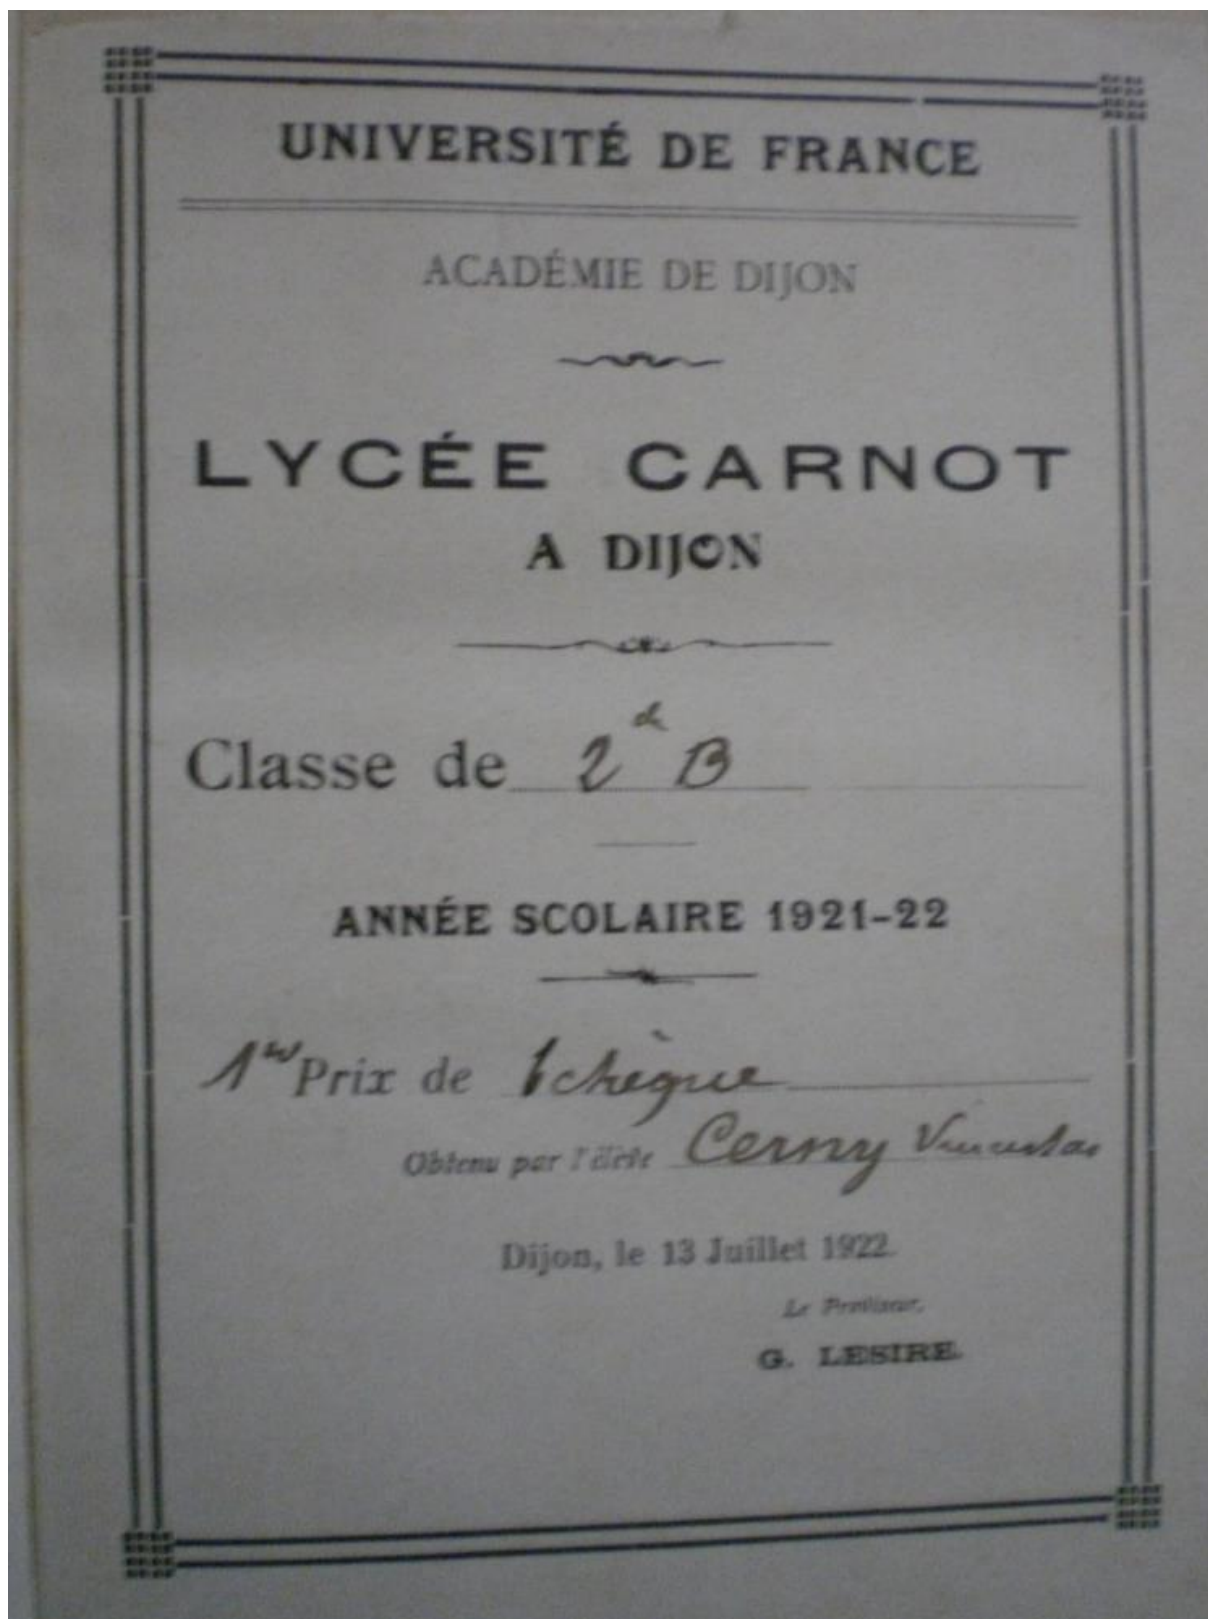 UNIVERSITÉ DE FRANCE
ACADÉMIE DE DIJON
LYCÉE CARNOT
A DIJON
Classe de 2de B
ANNÉE SCOLAIRE 1921-22
1er Prix de Tchèque
Obtenu par l'élève Cerny
Dijon, le 13 Juillet 1922.
Le Proviseur,
G. LESIRE.